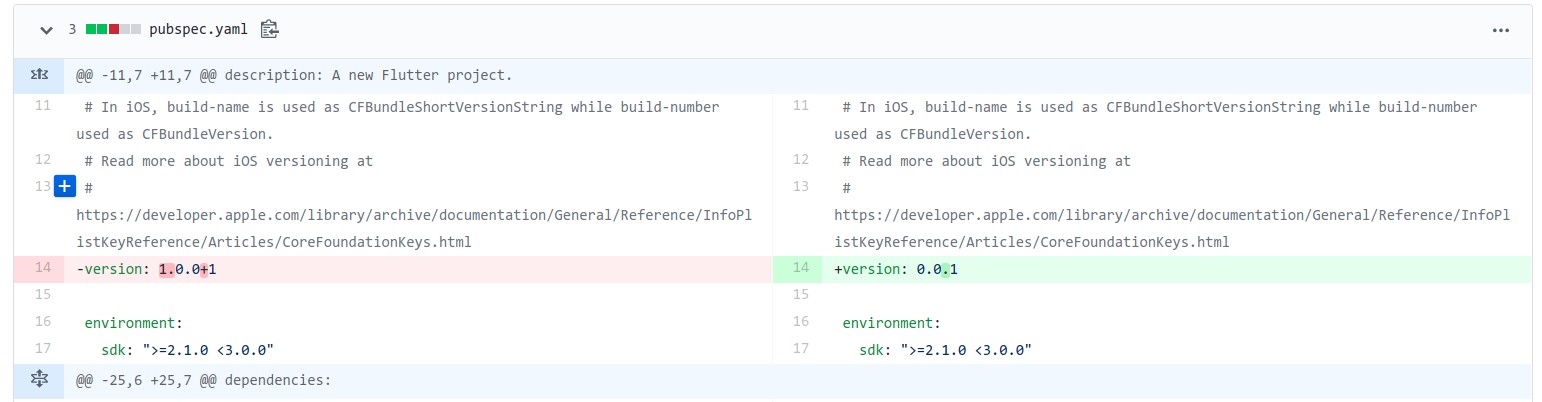 3 pubspec.yaml
@@ -11,7 +11,7 @@ description: A new Flutter project.
11 # In iOS, build-name is used as CFBundleShortVersionString while build-number
used as CFBundleVersion.
12 # Read more about iOS versioning at
13 #
https://developer.apple.com/library/archive/documentation/General/Reference/InfoPl
istKeyReference/Articles/CoreFoundationKeys.html
14 -version: 1.0.0+1
15
16 environment:
17 sdk: ">=2.1.0 <3.0.0"
11 # In iOS, build-name is used as CFBundleShortVersionString while build-number
used as CFBundleVersion.
12 # Read more about iOS versioning at
13 #
https://developer.apple.com/library/archive/documentation/General/Reference/InfoPl
istKeyReference/Articles/CoreFoundationKeys.html
14 +version: 0.0.1
15
16 environment:
17 sdk: ">=2.1.0 <3.0.0"
@@ -25,6 +25,7 @@ dependencies: